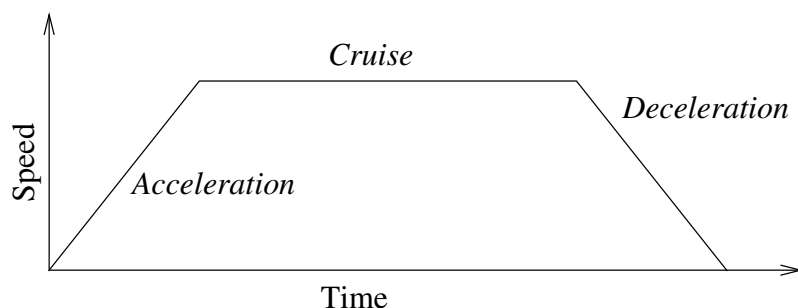 Cruise
Deceleration
Speed
Acceleration
Time